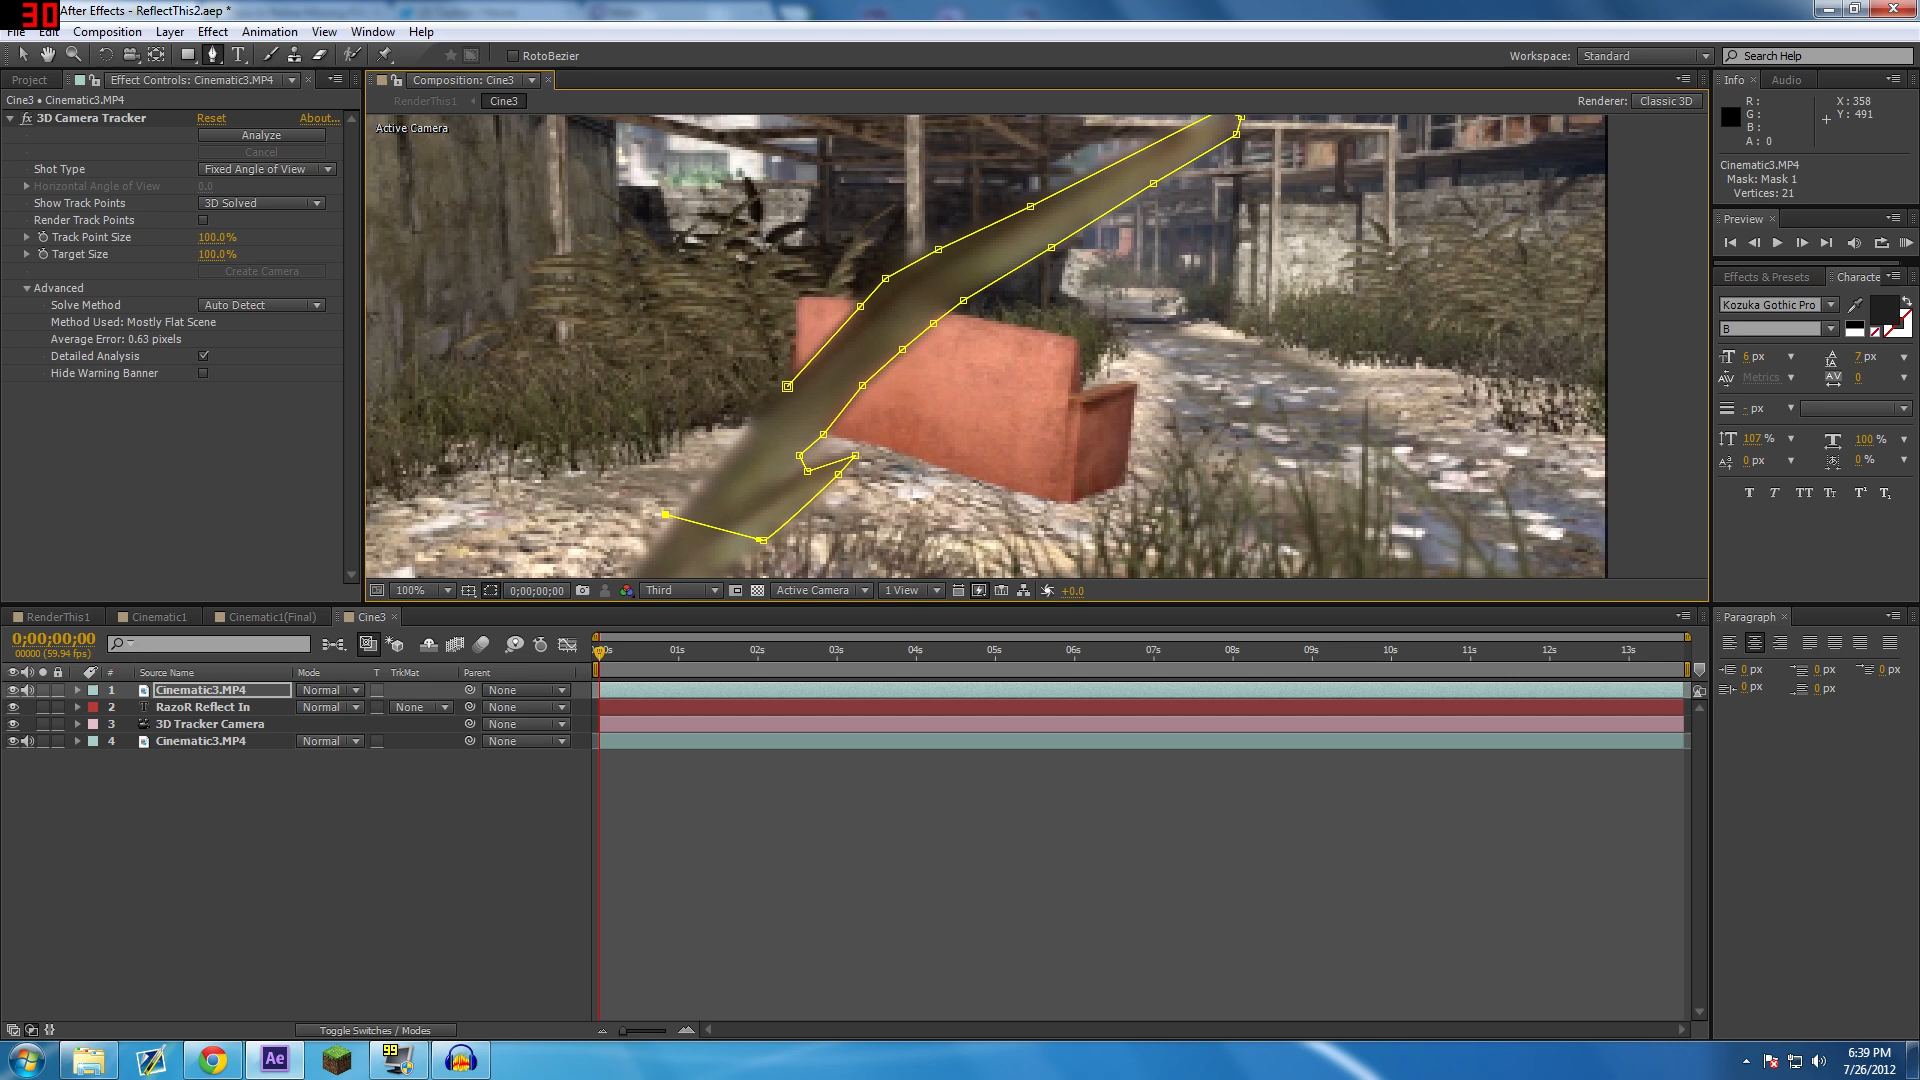 30 After Effects - ReflectThis2.aep *
File Edit Composition Layer Effect Animation View Window Help
RotoBezier
Workspace: Standard
Search Help
Project
Effect Controls: Cinematic3.MP4
Cine3 • Cinematic3.MP4
fx 3D Camera Tracker Reset About...
Analyze
Cancel
Shot Type Fixed Angle of View
Horizontal Angle of View 0.0
Show Track Points 3D Solved
Render Track Points
Track Point Size 100.0%
Target Size 100.0%
Create Camera
Advanced
Solve Method Auto Detect
Method Used: Mostly Flat Scene
Average Error: 0.63 pixels
Detailed Analysis
Hide Warning Banner
Composition: Cine3
RenderThis1 Cine3
Renderer: Classic 3D
Active Camera
100% 0;00;00;00 Third Active Camera 1 View +0.0
Info Audio
R : X : 358
G : Y : 491
B :
A : 0
Cinematic3.MP4
Mask: Mask 1
Vertices: 21
Preview
Effects & Presets Characte
Kozuka Gothic Pro
B
6 px 7 px
Metrics 0
- px
107 % 100 %
0 px 0 %
T T TT Tt T¹ T₁
Paragraph
0 px 0 px 0 px
0 px 0 px
RenderThis1 Cinematic1 Cinematic1(Final) Cine3
0;00;00;00
00000 (59.94 fps)
01s 02s 03s 04s 05s 06s 07s 08s 09s 10s 11s 12s 13s
# Source Name Mode T TrkMat Parent
1 Cinematic3.MP4 Normal None
2 T RazoR Reflect In Normal None None
3 3D Tracker Camera None
4 Cinematic3.MP4 Normal None
Toggle Switches / Modes
Ae
99
6:39 PM
7/26/2012